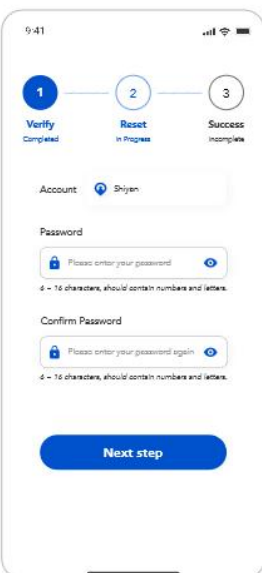 9:41
1 2 3
Verify Reset Success
Completed In Progress Incomplete
Account Shiyan
Password
Please enter your password
6 – 16 characters, should contain numbers and letters.
Confirm Password
Please enter your password again
6 – 16 characters, should contain numbers and letters.
Next step